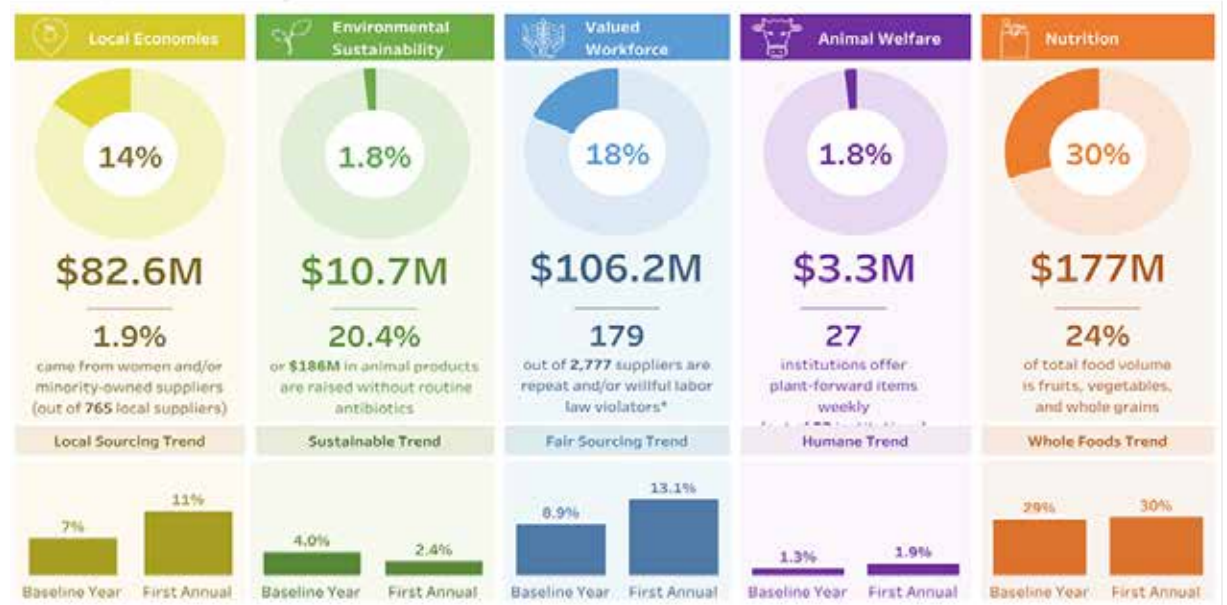 Local Economies
14%
$82.6M
1.9%
came from women and/or
minority-owned suppliers
(out of 765 local suppliers)
Local Sourcing Trend
7%
11%
Baseline Year
First Annual
Environmental
Sustainability
1.8%
$10.7M
20.4%
or $186M in animal products
are raised without routine
antibiotics
Sustainable Trend
4.0%
2.4%
Baseline Year
First Annual
Valued
Workforce
18%
$106.2M
179
out of 2,777 suppliers are
repeat and/or willful labor
law violators*
Fair Sourcing Trend
8.9%
13.1%
Baseline Year
First Annual
Animal Welfare
1.8%
$3.3M
27
institutions offer
plant-forward items
weekly
Humane Trend
1.3%
1.9%
Baseline Year
First Annual
Nutrition
30%
$177M
24%
of total food volume
is fruits, vegetables,
and whole grains
Whole Foods Trend
29%
30%
Baseline Year
First Annual